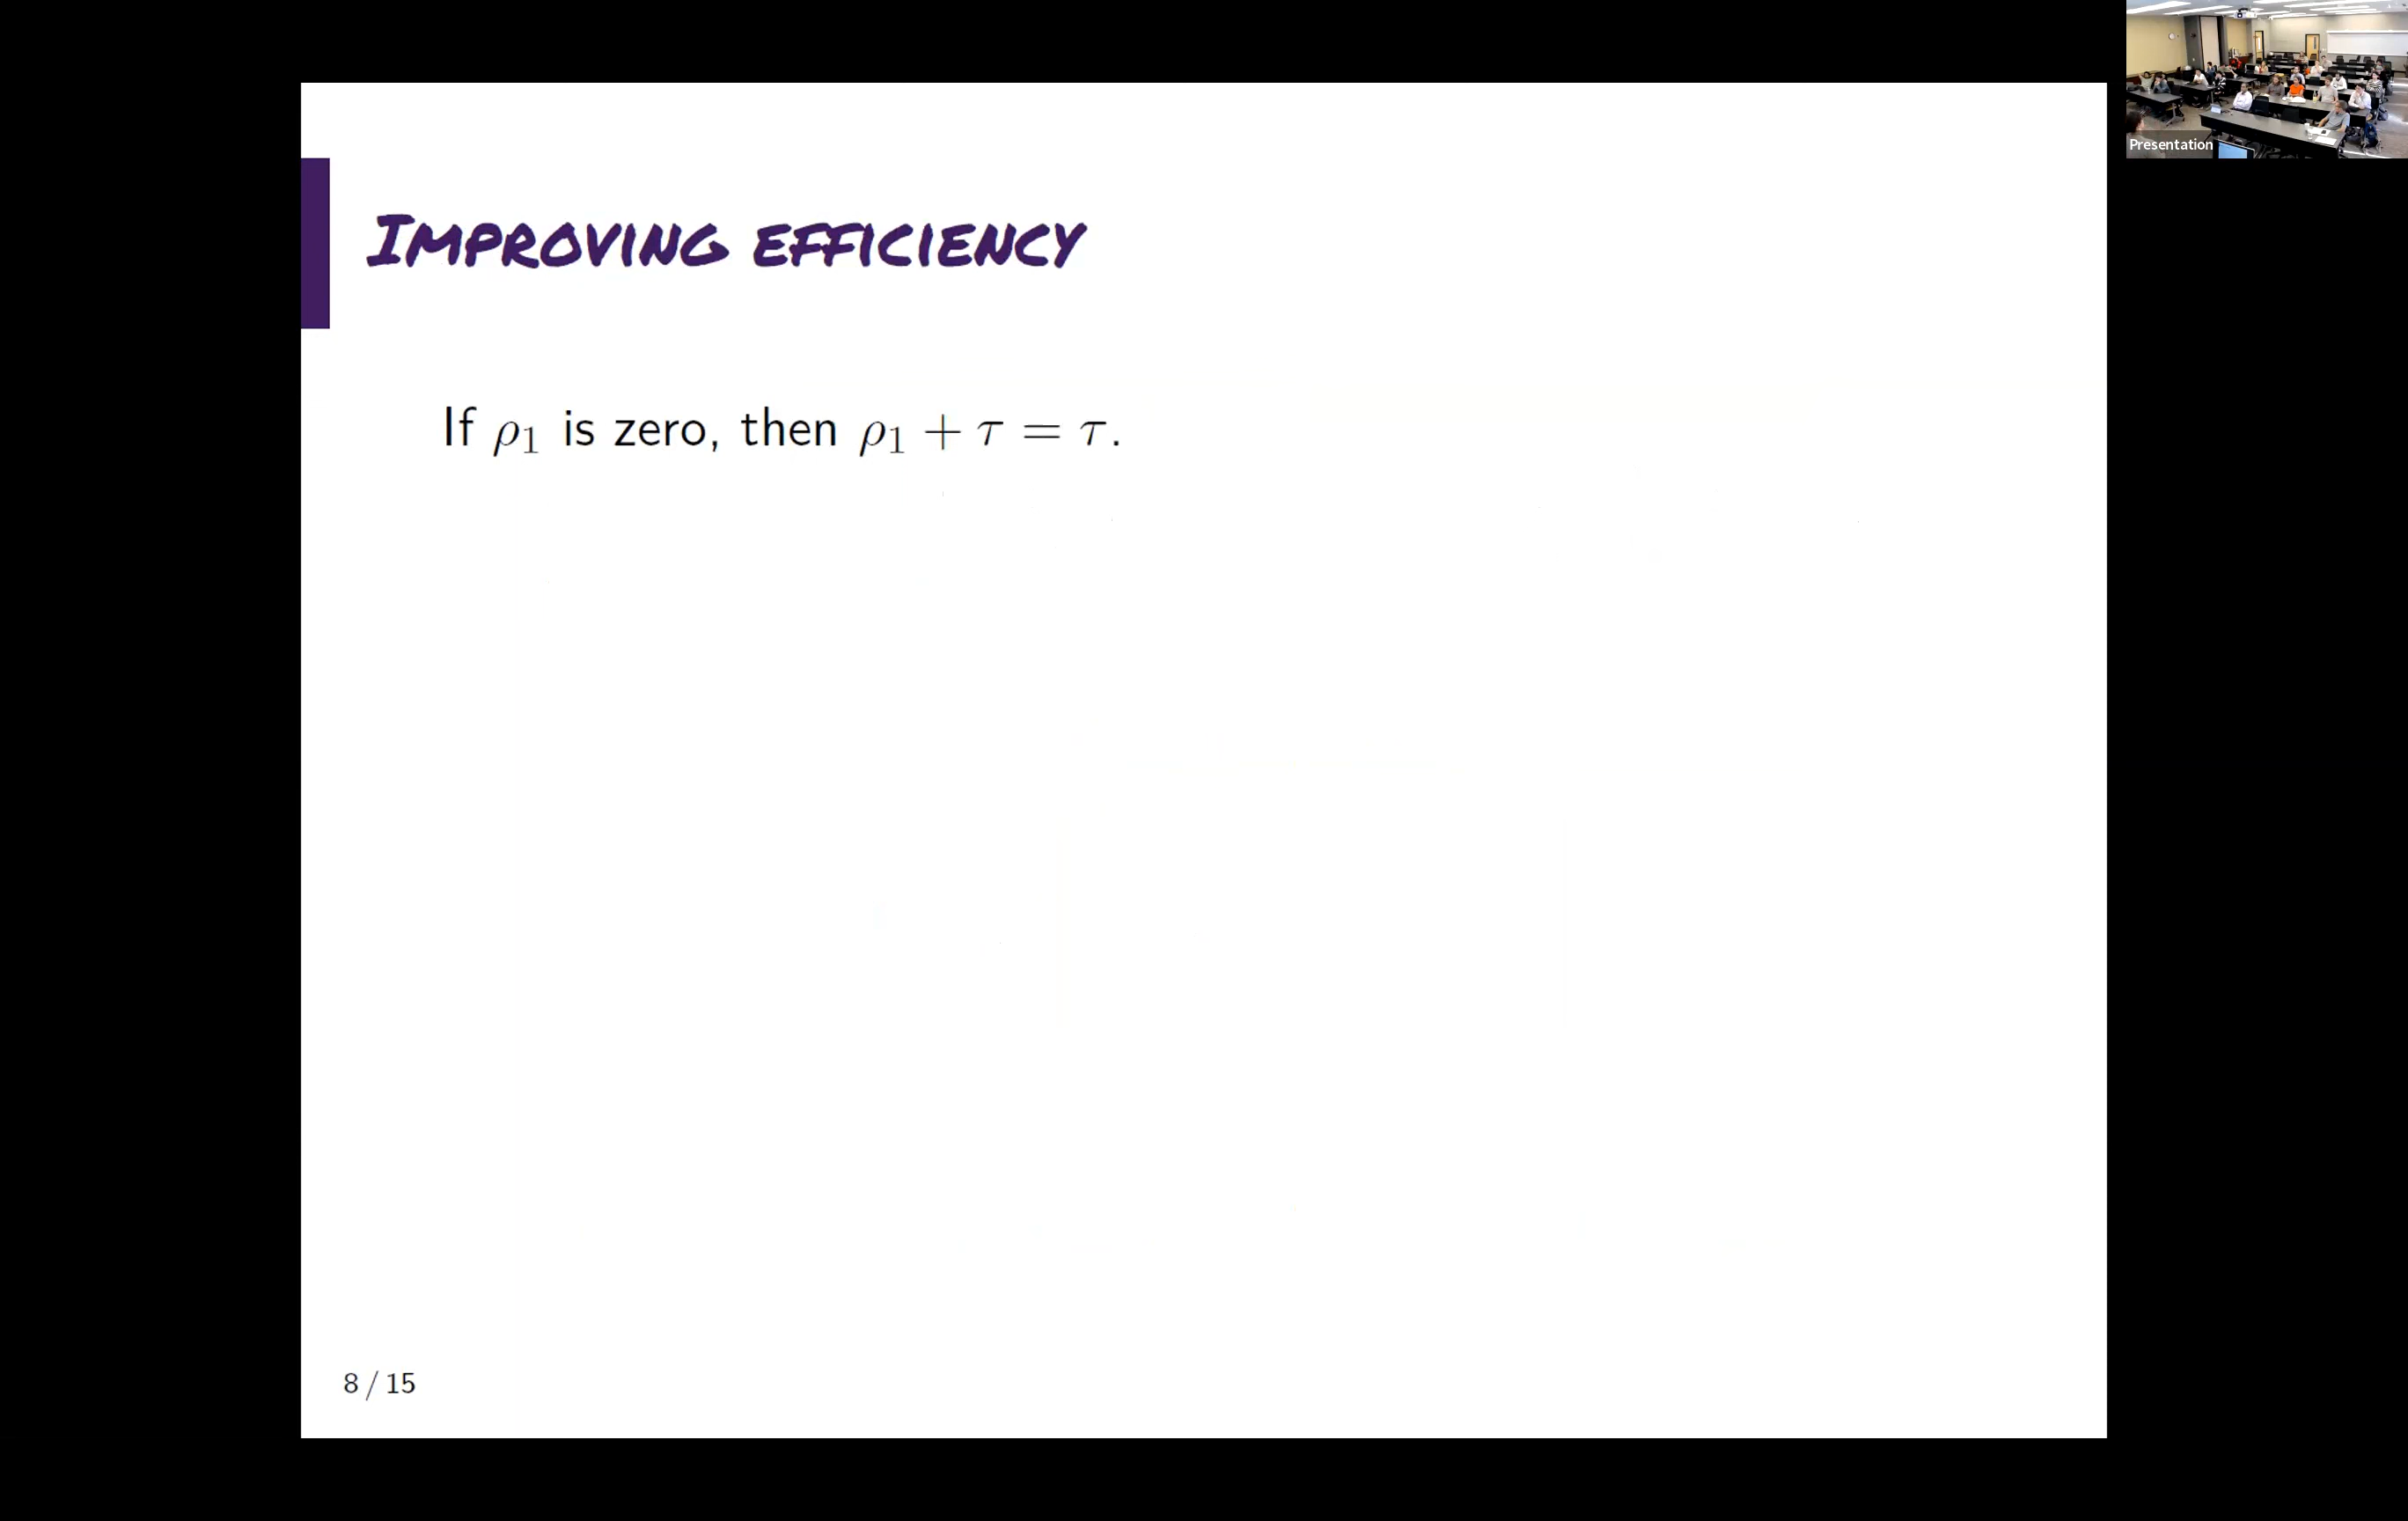 Presentation
Improving efficiency
If ρ₁ is zero, then ρ₁ + τ = τ.
8 / 15